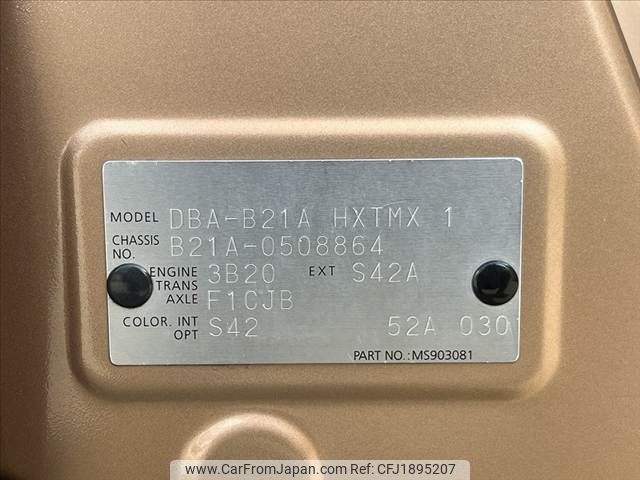 MODEL DBA-B21A HXTMX 1
CHASSIS NO. B21A-0508864
ENGINE 3B20 EXT S42A
TRANS AXLE F1CJB
COLOR. INT OPT S42 52A 030
PART NO.: MS903081
www.CarFromJapan.com - CFJ1895207